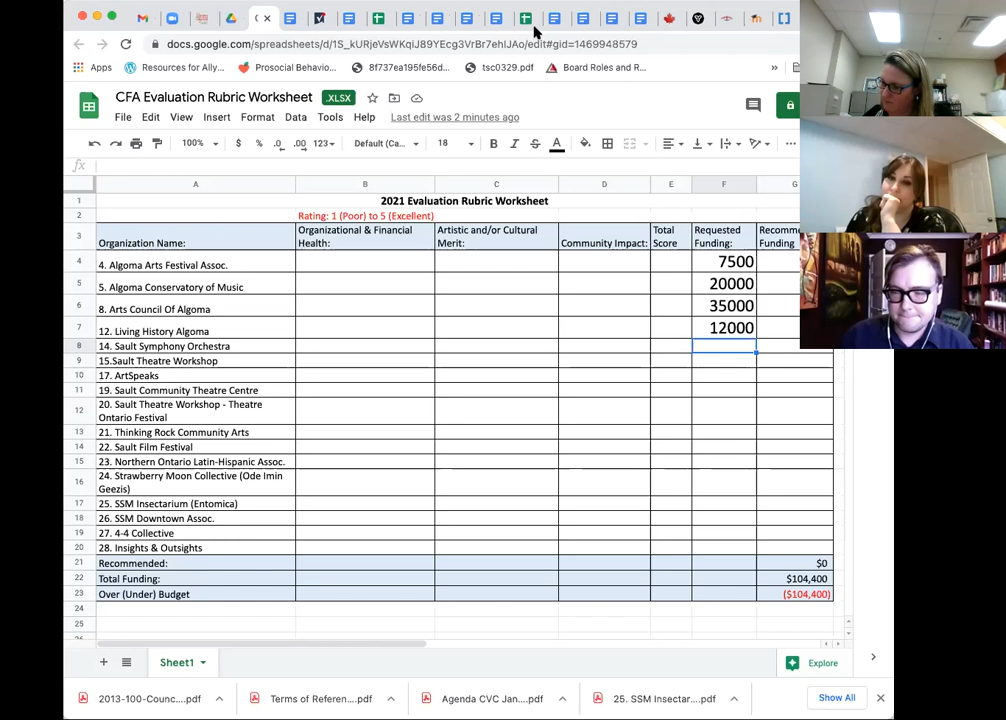 docs.google.com/spreadsheets/d/1S_kURjeVsWKqiJ89YEcg3VrBr7ehIJAo/edit#gid=1469948579
Apps Resources for Ally... Prosocial Behavio... 8f737ea195fe56d... tsc0329.pdf Board Roles and R... »
CFA Evaluation Rubric Worksheet .XLSX
File Edit View Insert Format Data Tools Help Last edit was 2 minutes ago
100% $ % .0 .00 123 Default (Ca... 18 B I S A
A B C D E F G
1 2021 Evaluation Rubric Worksheet
2 Rating: 1 (Poor) to 5 (Excellent)
3 Organization Name: Organizational & Financial Health: Artistic and/or Cultural Merit: Community Impact: Total Score Requested Funding: Funding
4 4. Algoma Arts Festival Assoc. 7500
5 5. Algoma Conservatory of Music 20000
6 8. Arts Council Of Algoma 35000
7 12. Living History Algoma 12000
8 14. Sault Symphony Orchestra
9 15.Sault Theatre Workshop
10 17. ArtSpeaks
11 19. Sault Community Theatre Centre
12 20. Sault Theatre Workshop - Theatre Ontario Festival
13 21. Thinking Rock Community Arts
14 22. Sault Film Festival
15 23. Northern Ontario Latin-Hispanic Assoc.
16 24. Strawberry Moon Collective (Ode Imin Geezis)
17 25. SSM Insectarium (Entomica)
18 26. SSM Downtown Assoc.
19 27. 4-4 Collective
20 28. Insights & Outsights
21 Recommended: $0
22 Total Funding: $104,400
23 Over (Under) Budget ($104,400)
24
25
Sheet1 Explore
2013-100-Counc....pdf Terms of Referen....pdf Agenda CVC Jan....pdf 25. SSM Insectar....pdf Show All